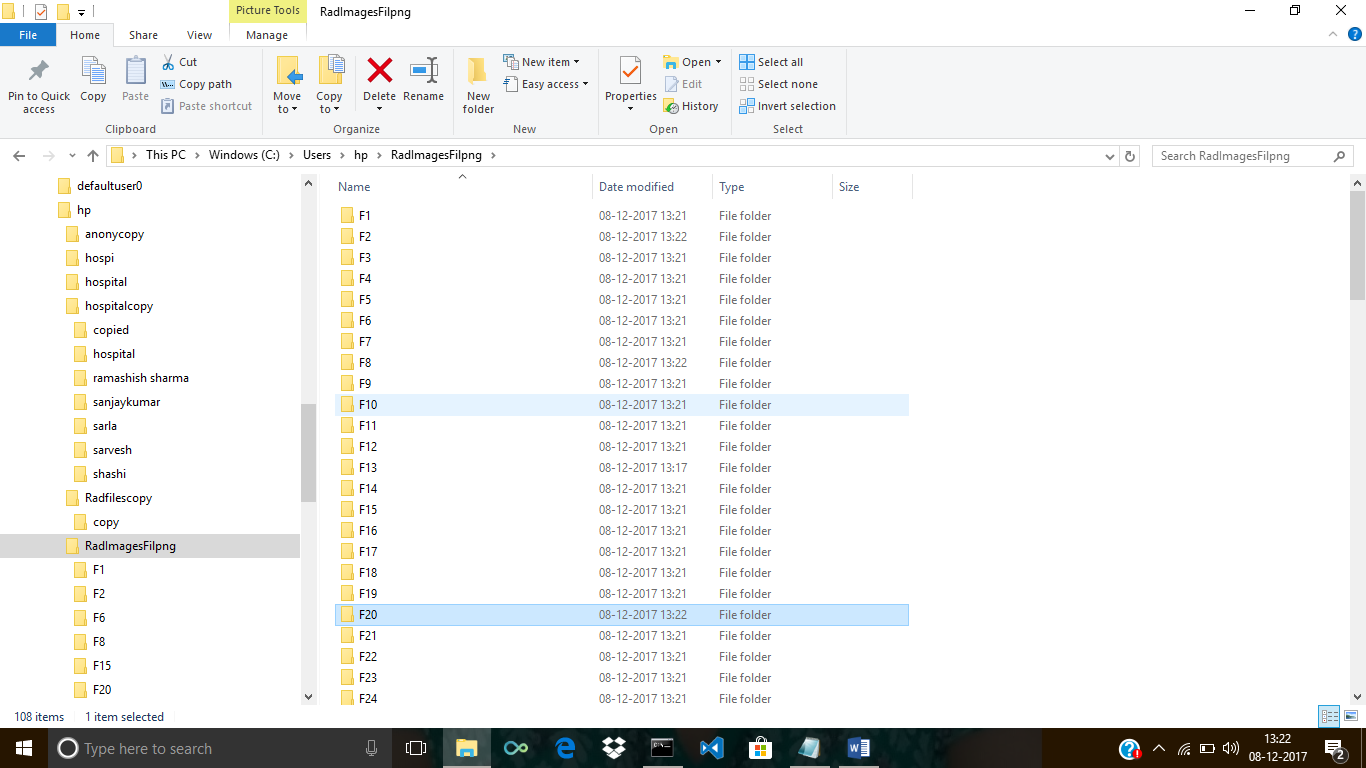 Picture Tools RadImagesFilpng
File Home Share View Manage
Pin to Quick access
Copy
Paste
Cut
Copy path
Paste shortcut
Clipboard
Move to
Copy to
Delete
Rename
Organize
New folder
New item
Easy access
New
Properties
Open
Edit
History
Open
Select all
Select none
Invert selection
Select
This PC Windows (C:) Users hp RadImagesFilpng
Search RadImagesFilpng
defaultuser0
hp
anonycopy
hospi
hospital
hospitalcopy
copied
hospital
ramashish sharma
sanjaykumar
sarla
sarvesh
shashi
Radfilescopy
copy
RadImagesFilpng
F1
F2
F6
F8
F15
F20
Name Date modified Type Size
F1 08-12-2017 13:21 File folder
F2 08-12-2017 13:22 File folder
F3 08-12-2017 13:21 File folder
F4 08-12-2017 13:21 File folder
F5 08-12-2017 13:21 File folder
F6 08-12-2017 13:21 File folder
F7 08-12-2017 13:21 File folder
F8 08-12-2017 13:22 File folder
F9 08-12-2017 13:21 File folder
F10 08-12-2017 13:21 File folder
F11 08-12-2017 13:21 File folder
F12 08-12-2017 13:21 File folder
F13 08-12-2017 13:17 File folder
F14 08-12-2017 13:21 File folder
F15 08-12-2017 13:21 File folder
F16 08-12-2017 13:21 File folder
F17 08-12-2017 13:21 File folder
F18 08-12-2017 13:21 File folder
F19 08-12-2017 13:21 File folder
F20 08-12-2017 13:22 File folder
F21 08-12-2017 13:21 File folder
F22 08-12-2017 13:21 File folder
F23 08-12-2017 13:21 File folder
F24 08-12-2017 13:21 File folder
108 items 1 item selected
Type here to search
13:22
08-12-2017
2